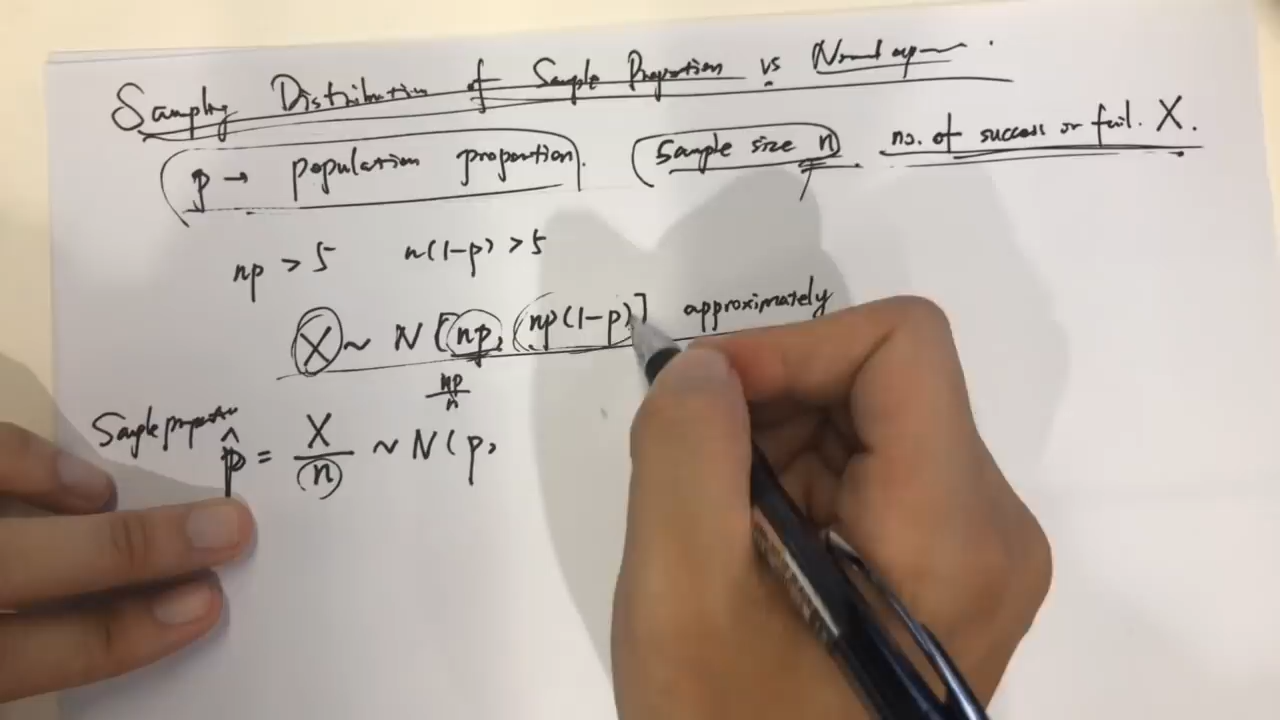 Sampling Distribution of Sample Proportion vs Normal
p → population proportion. Sample size n no. of success or fail. X.
np > 5 n(1-p) > 5
X ~ N[np, np(1-p)] approximately
np/n
Sample proportion
p̂ = X/n ~ N(p,